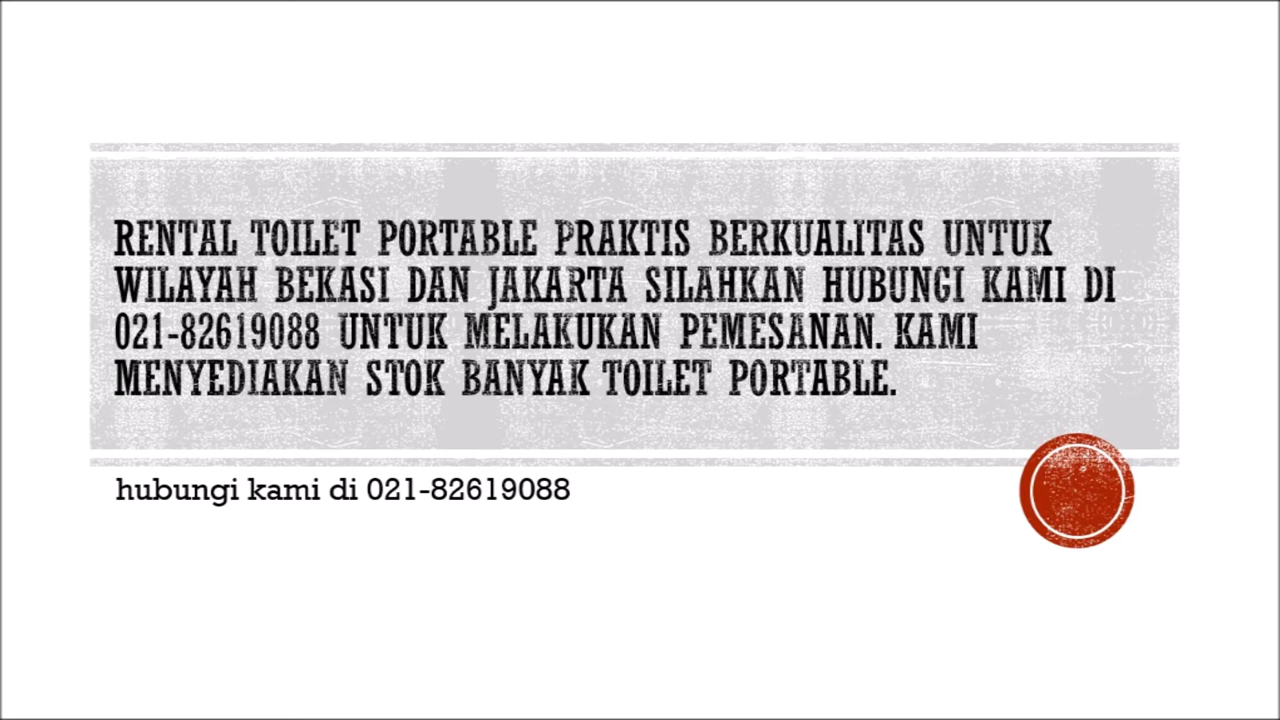 RENTAL TOILET PORTABLE PRAKTIS BERKUALITAS UNTUK
WILAYAH BEKASI DAN JAKARTA SILAHKAN HUBUNGI KAMI DI
021-82619088 UNTUK MELAKUKAN PEMESANAN. KAMI
MENYEDIAKAN STOK BANYAK TOILET PORTABLE.
hubungi kami di 021-82619088